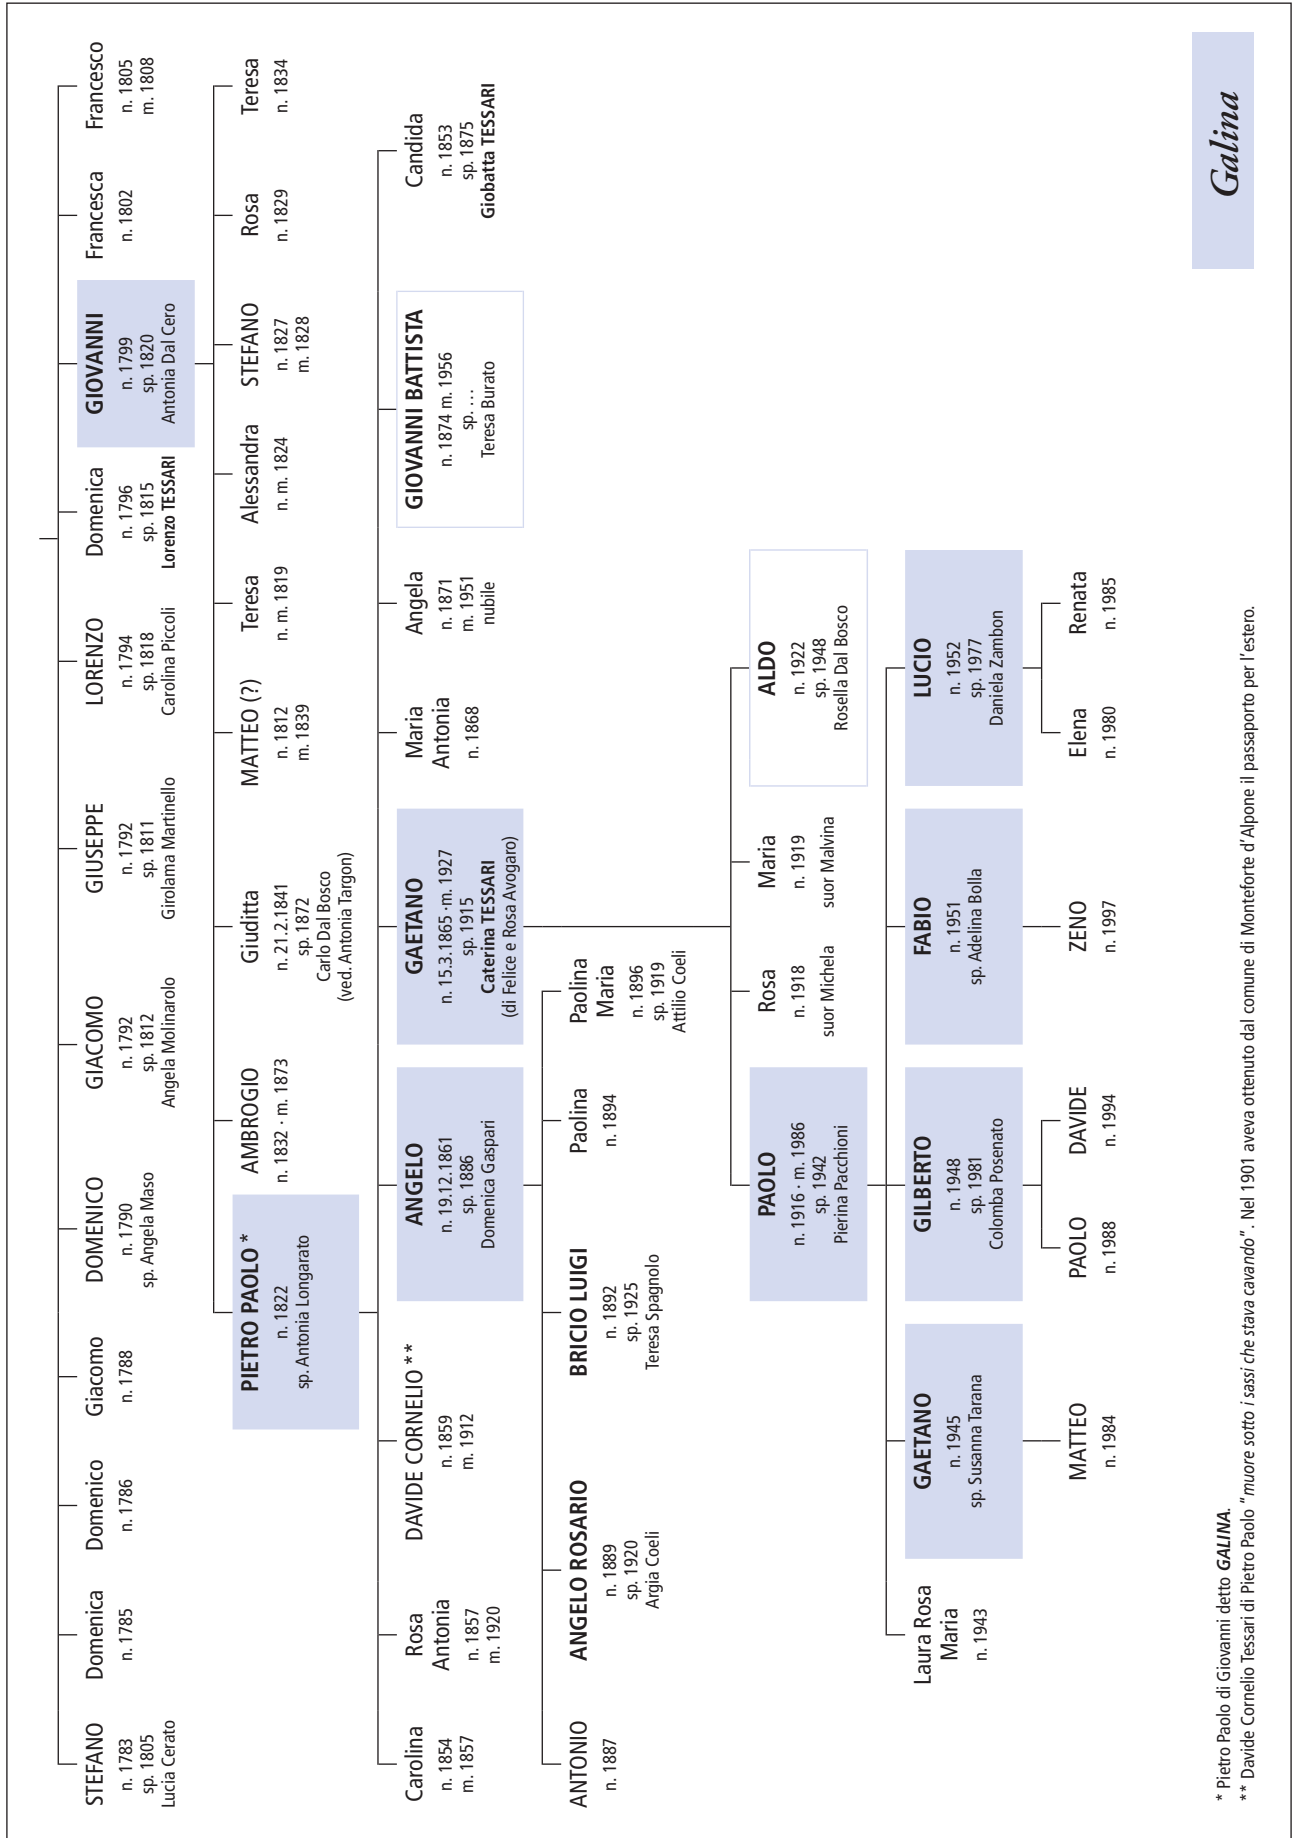 STEFANO
n. 1783
sp. 1805
Lucia Cerato
Domenica
n. 1785
Domenico
n. 1786
Giacomo
n. 1788
DOMENICO
n. 1790
sp. Angela Maso
GIACOMO
n. 1792
sp. 1812
Angela Molinarolo
GIUSEPPE
n. 1792
sp. 1811
Girolama Martinello
LORENZO
n. 1794
sp. 1818
Carolina Piccoli
Domenica
n. 1796
sp. 1815
Lorenzo TESSARI
GIOVANNI
n. 1799
sp. 1820
Antonia Dal Cero
Francesca
n. 1802
Francesco
n. 1805
m. 1808
PIETRO PAOLO *
n. 1822
sp. Antonia Longarato
AMBROGIO
n. 1832 · m. 1873
Giuditta
n. 21.2.1841
sp. 1872
Carlo Dal Bosco
(ved. Antonia Targon)
MATTEO (?)
n. 1812
m. 1839
Teresa
n. m. 1819
Alessandra
n. m. 1824
STEFANO
n. 1827
m. 1828
Rosa
n. 1829
Teresa
n. 1834
Carolina
n. 1854
m. 1857
Rosa
Antonia
n. 1857
m. 1920
DAVIDE CORNELIO **
n. 1859
m. 1912
ANGELO
n. 19.12.1861
sp. 1886
Domenica Gaspari
GAETANO
n. 15.3.1865 · m. 1927
sp. 1915
Caterina TESSARI
(di Felice e Rosa Avogaro)
Maria
Antonia
n. 1868
Angela
n. 1871
m. 1951
nubile
GIOVANNI BATTISTA
n. 1874 m. 1956
sp. ...
Teresa Burato
Candida
n. 1853
sp. 1875
Giobatta TESSARI
ANTONIO
n. 1887
ANGELO ROSARIO
n. 1889
sp. 1920
Argia Coeli
BRICIO LUIGI
n. 1892
sp. 1925
Teresa Spagnolo
Paolina
n. 1894
Paolina
Maria
n. 1896
sp. 1919
Attilio Coeli
PAOLO
n. 1916 · m. 1986
sp. 1942
Pierina Pacchioni
Rosa
n. 1918
suor Michela
Maria
n. 1919
suor Malvina
ALDO
n. 1922
sp. 1948
Rosella Dal Bosco
Laura Rosa
Maria
n. 1943
GAETANO
n. 1945
sp. Susanna Tarana
GILBERTO
n. 1948
sp. 1981
Colomba Posenato
FABIO
n. 1951
sp. Adelina Bolla
LUCIO
n. 1952
sp. 1977
Daniela Zambon
MATTEO
n. 1984
PAOLO
n. 1988
DAVIDE
n. 1994
ZENO
n. 1997
Elena
n. 1980
Renata
n. 1985
* Pietro Paolo di Giovanni detto GALINA.
** Davide Cornelio Tessari di Pietro Paolo "muore sotto i sassi che stava cavando". Nel 1901 aveva ottenuto dal comune di Monteforte d'Alpone il passaporto per l'estero.
Galina